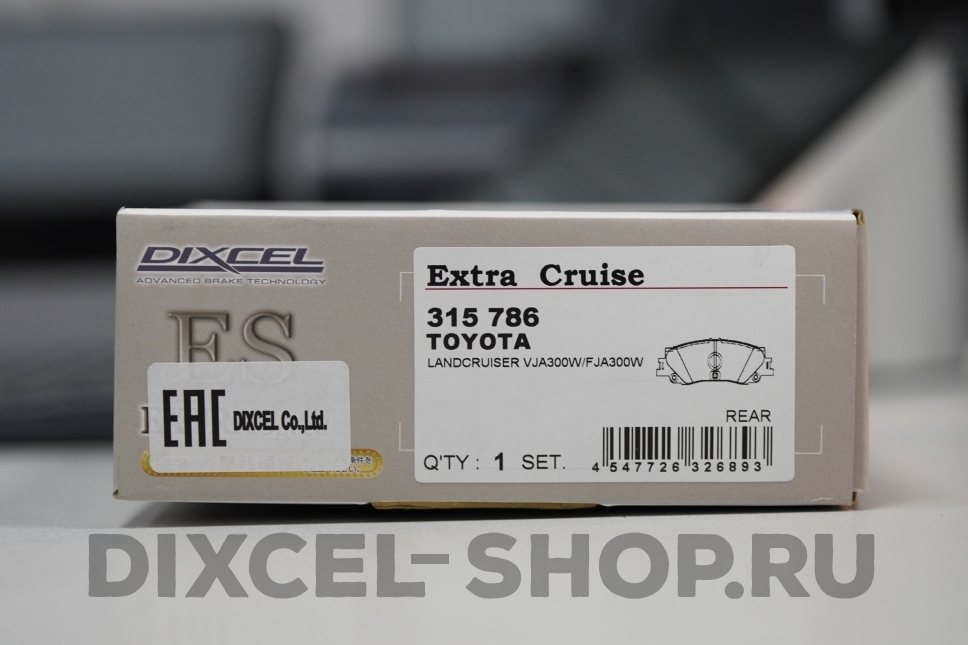 DIXCEL
ADVANCED BRAKE TECHNOLOGY
ES
EAC DIXCEL Co.,Ltd.
Extra Cruise
315 786
TOYOTA
LANDCRUISER VJA300W/FJA300W
REAR
Q'TY : 1 SET.
4 547726 326893
DIXCEL-SHOP.RU